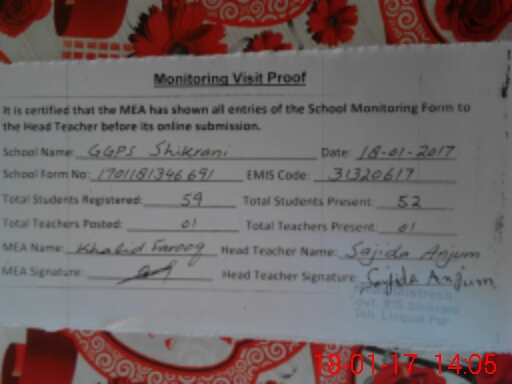 Monitoring Visit Proof
It is certified that the MEA has shown all entries of the School Monitoring Form to
the Head Teacher before its online submission.
School Name: GGPS Shikrani Date: 18-01-2017
School Form No: 1701181346691 EMIS Code: 31320617
Total Students Registered: 59 Total Students Present: 52
Total Teachers Posted: 01 Total Teachers Present: 01
MEA Name: Khalid Farooq Head Teacher Name: Sajida Anjum
MEA Signature: Head Teacher Signature: Sajida Anjum
Mistress
Shikrani
18-01-17 14:05